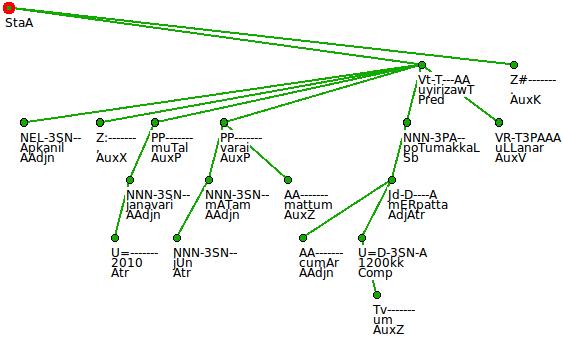 StaA
Vt-T---AA
uyirizawT
Pred
Z#-------
.
AuxK
NEL-3SN--
ApkaniI
AAdjn
Z:-------
,
AuxX
PP-------
muTal
AuxP
PP-------
varai
AuxP
NNN-3PA--
poTumakkaL
Sb
VR-T3PAAA
uLLanar
AuxV
NNN-3SN--
janavari
AAdjn
NNN-3SN--
mATam
AAdjn
AA-------
mattum
AuxZ
Jd-D----A
mERpatta
AdjAtr
U=-------
2010
Atr
NNN-3SN--
jUn
Atr
AA-------
cumAr
AAdjn
U=D-3SN-A
1200kk
Comp
Tv-------
um
AuxZ